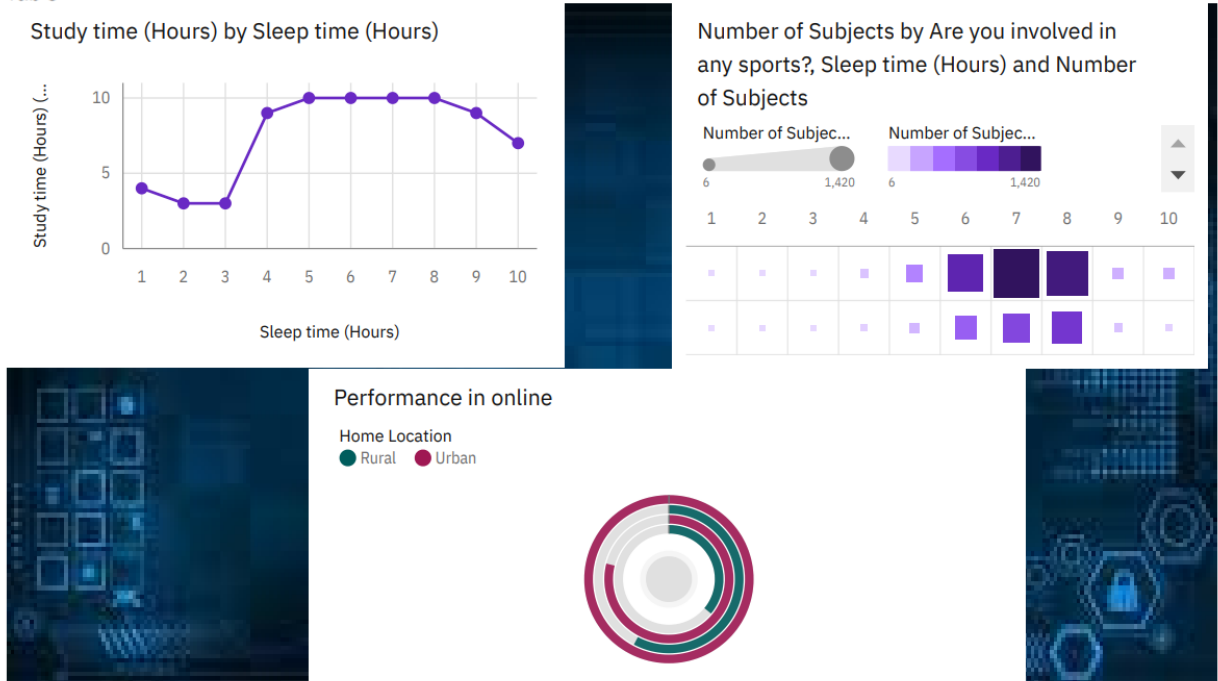 Study time (Hours) by Sleep time (Hours)
Study time (Hours) (...
10
5
0
1 2 3 4 5 6 7 8 9 10
Sleep time (Hours)
Number of Subjects by Are you involved in
any sports?, Sleep time (Hours) and Number
of Subjects
Number of Subjec... Number of Subjec...
6 1,420 6 1,420
1 2 3 4 5 6 7 8 9 10
Performance in online
Home Location
Rural Urban